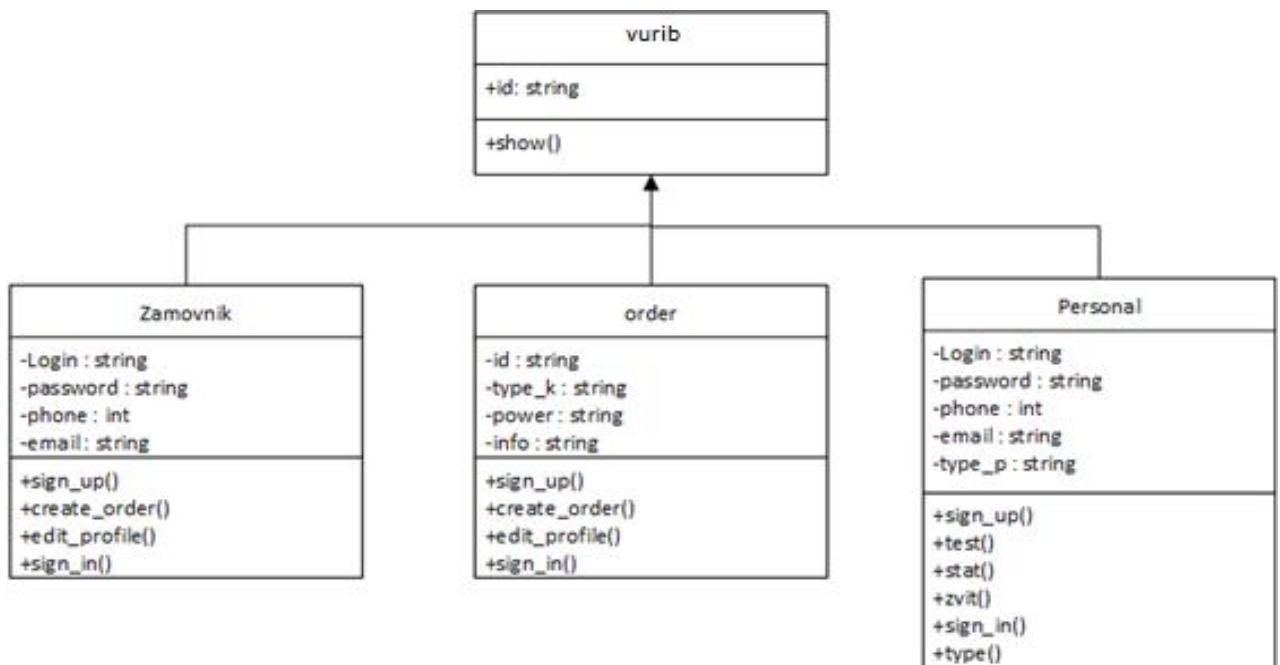 vurib
+id: string
+show()
Zamovnik
-Login : string
-password : string
-phone : int
-email: string
+sign_up()
+create_order()
+edit_profile()
+sign_in()
order
-id : string
-type_k : string
-power : string
-info : string
+sign_up()
+create_order()
+edit_profile()
+sign_in()
Personal
-Login : string
-password : string
-phone : int
-email : string
-type_p : string
+sign_up()
+test()
+stat()
+zvit()
+sign_in()
+type()